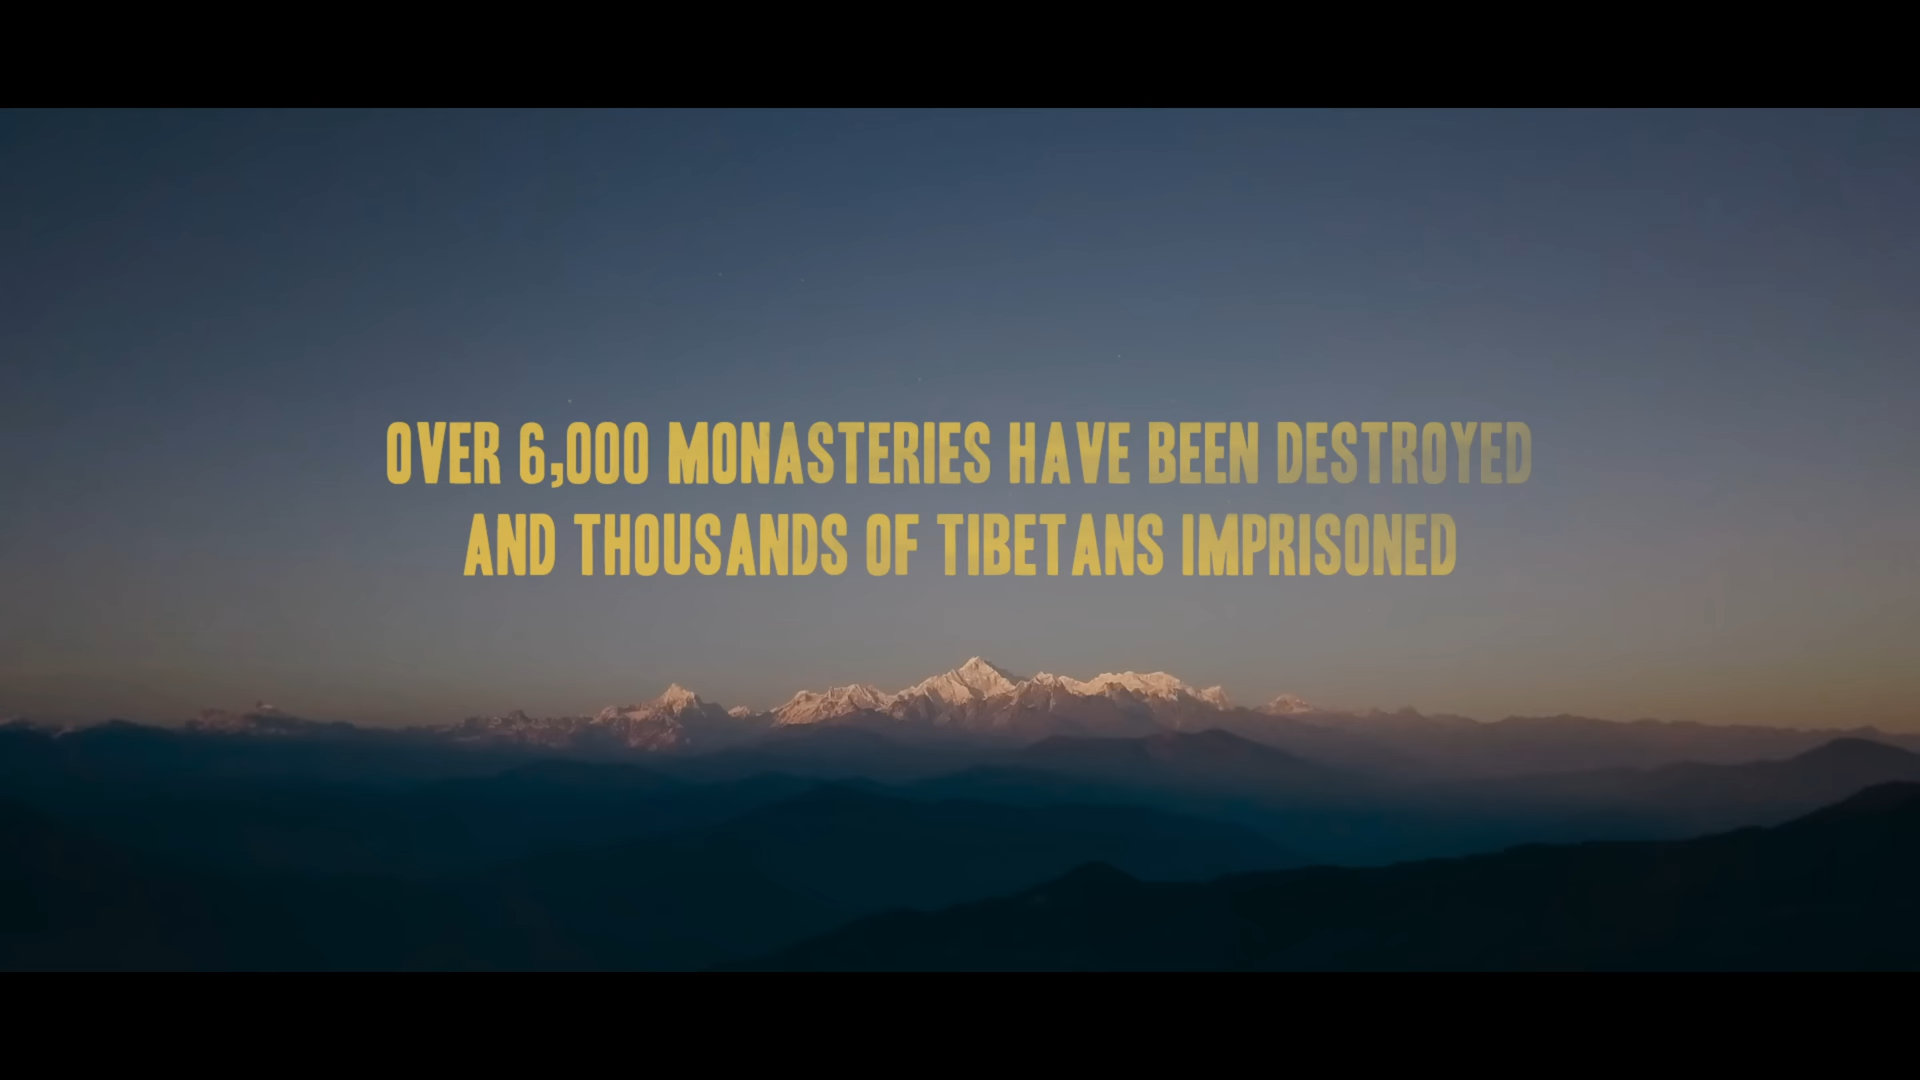 OVER 6,000 MONASTERIES HAVE BEEN DESTROYED
AND THOUSANDS OF TIBETANS IMPRISONED